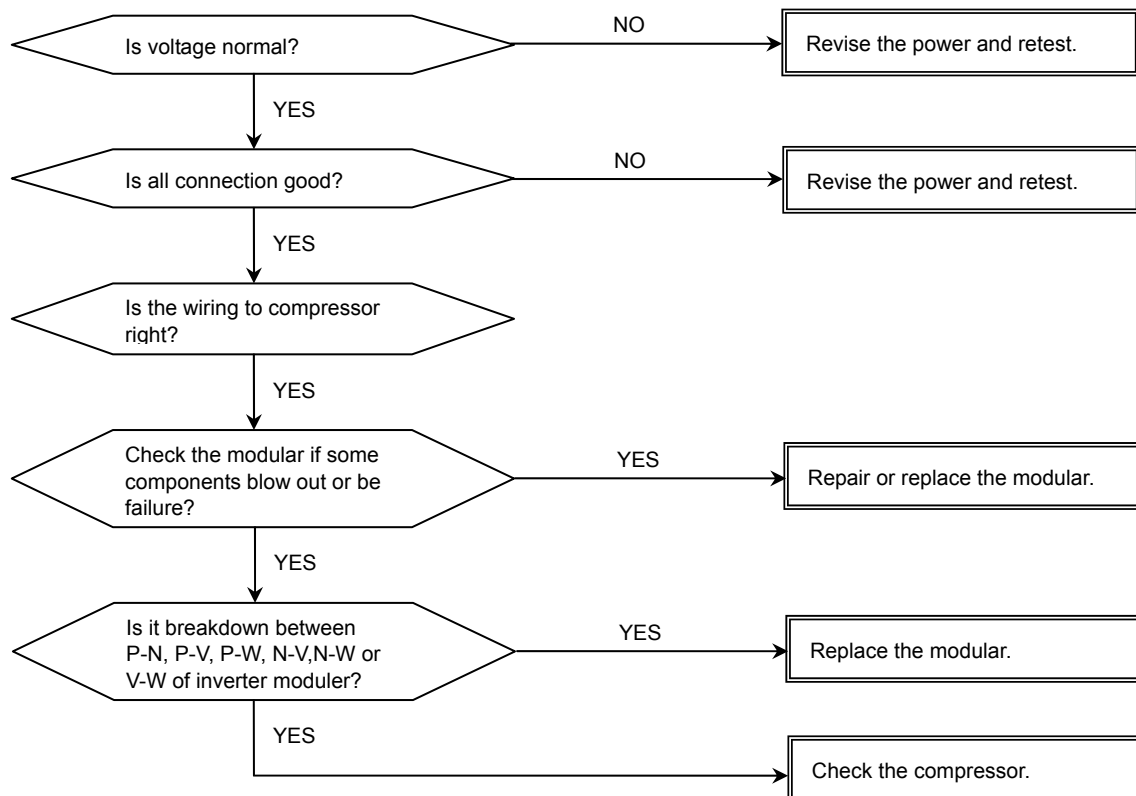 Is voltage normal?
NO
Revise the power and retest.
YES
Is all connection good?
NO
Revise the power and retest.
YES
Is the wiring to compressor
right?
YES
Check the modular if some
components blow out or be
failure?
YES
Repair or replace the modular.
YES
Is it breakdown between
P-N, P-V, P-W, N-V,N-W or
V-W of inverter moduler?
YES
Replace the modular.
YES
Check the compressor.